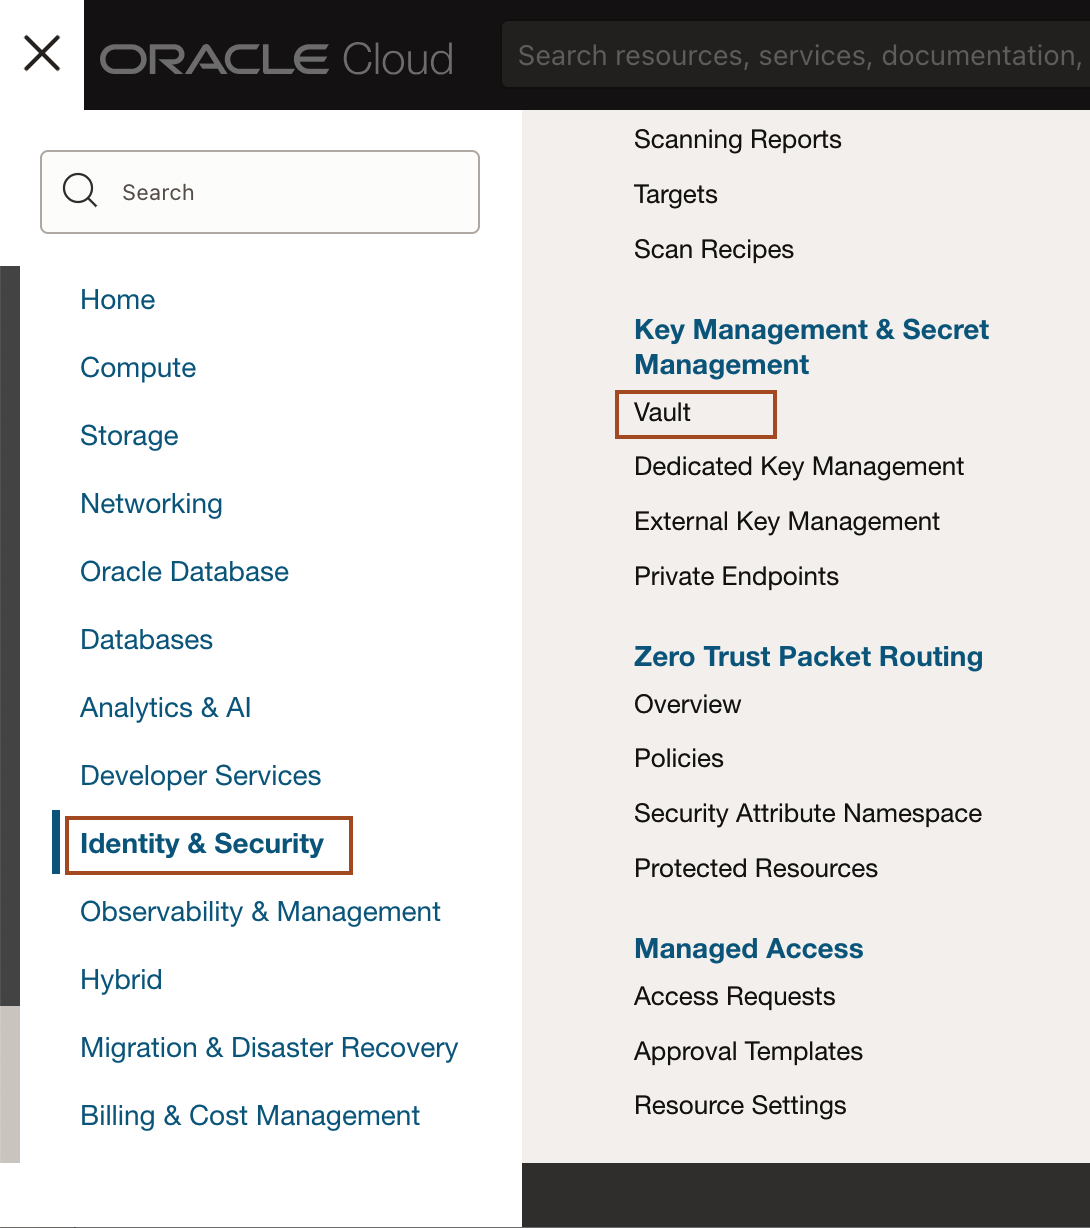 ORACLE Cloud
Search resources, services, documentation,
Search
Home
Compute
Storage
Networking
Oracle Database
Databases
Analytics & AI
Developer Services
Identity & Security
Observability & Management
Hybrid
Migration & Disaster Recovery
Billing & Cost Management
Scanning Reports
Targets
Scan Recipes
Key Management & Secret
Management
Vault
Dedicated Key Management
External Key Management
Private Endpoints
Zero Trust Packet Routing
Overview
Policies
Security Attribute Namespace
Protected Resources
Managed Access
Access Requests
Approval Templates
Resource Settings